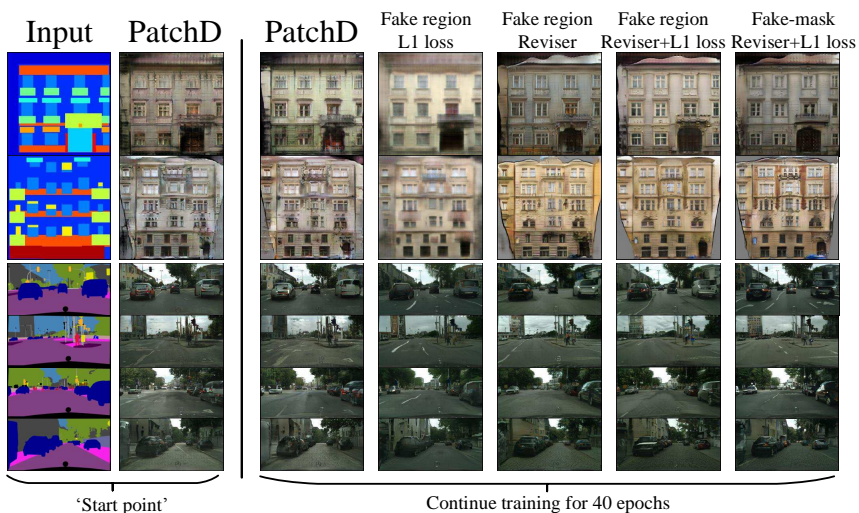 Input
PatchD
PatchD
Fake region
L1 loss
Fake region
Reviser
Fake region
Reviser+L1 loss
Fake-mask
Reviser+L1 loss
‘Start point’
Continue training for 40 epochs